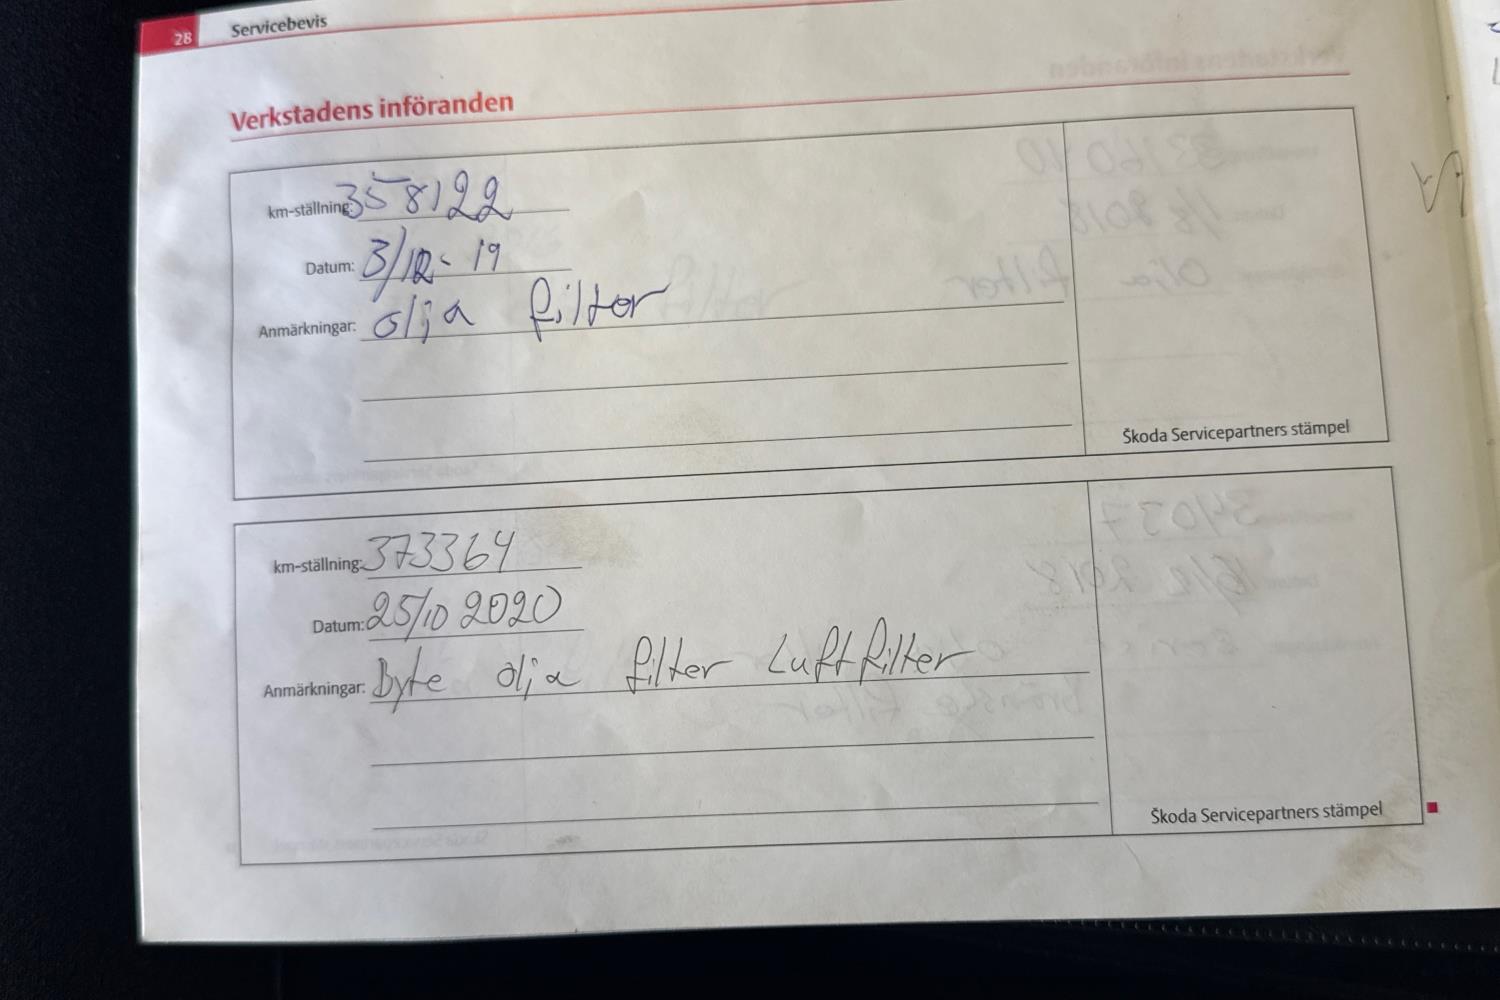 28 Servicebevis
Verkstadens införanden
km-ställning: 358122
Datum: 3/12-19
Anmärkningar: olja filter
Škoda Servicepartners stämpel
km-ställning: 373364
Datum: 25/10 2020
Anmärkningar: Byte olja filter Luftfilter
Škoda Servicepartners stämpel